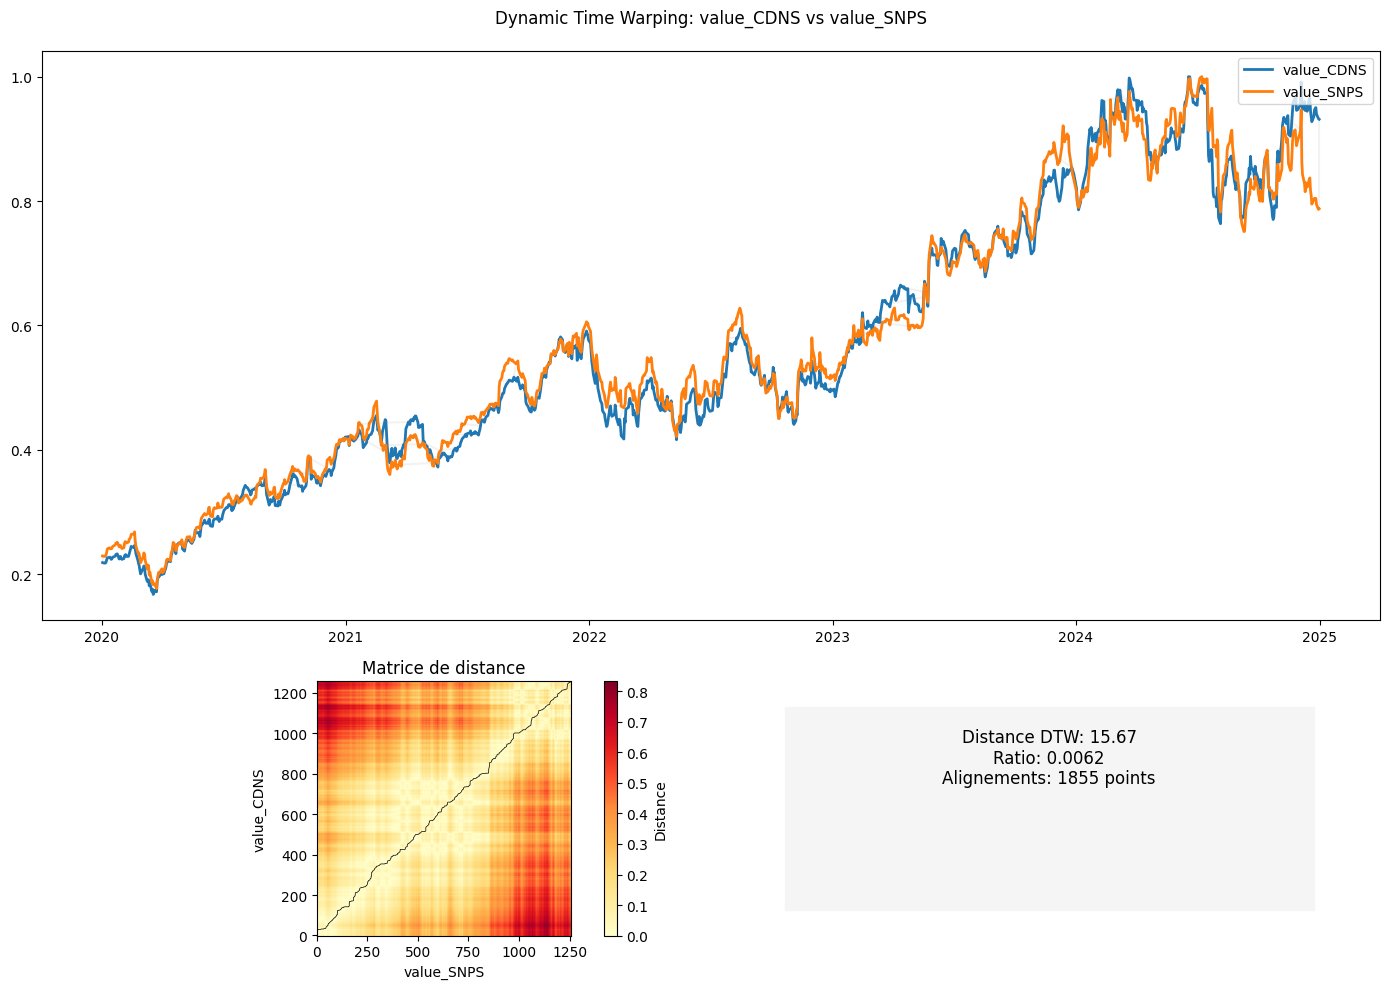 Dynamic Time Warping: value_CDNS vs value_SNPS
value_CDNS
value_SNPS
1.0
0.8
0.6
0.4
0.2
2020 2021 2022 2023 2024 2025
Matrice de distance
value_CDNS
1200
1000
800
600
400
200
0
0 250 500 750 1000 1250
value_SNPS
0.8
0.7
0.6
0.5
0.4
0.3
0.2
0.1
0.0
Distance
Distance DTW: 15.67
Ratio: 0.0062
Alignements: 1855 points